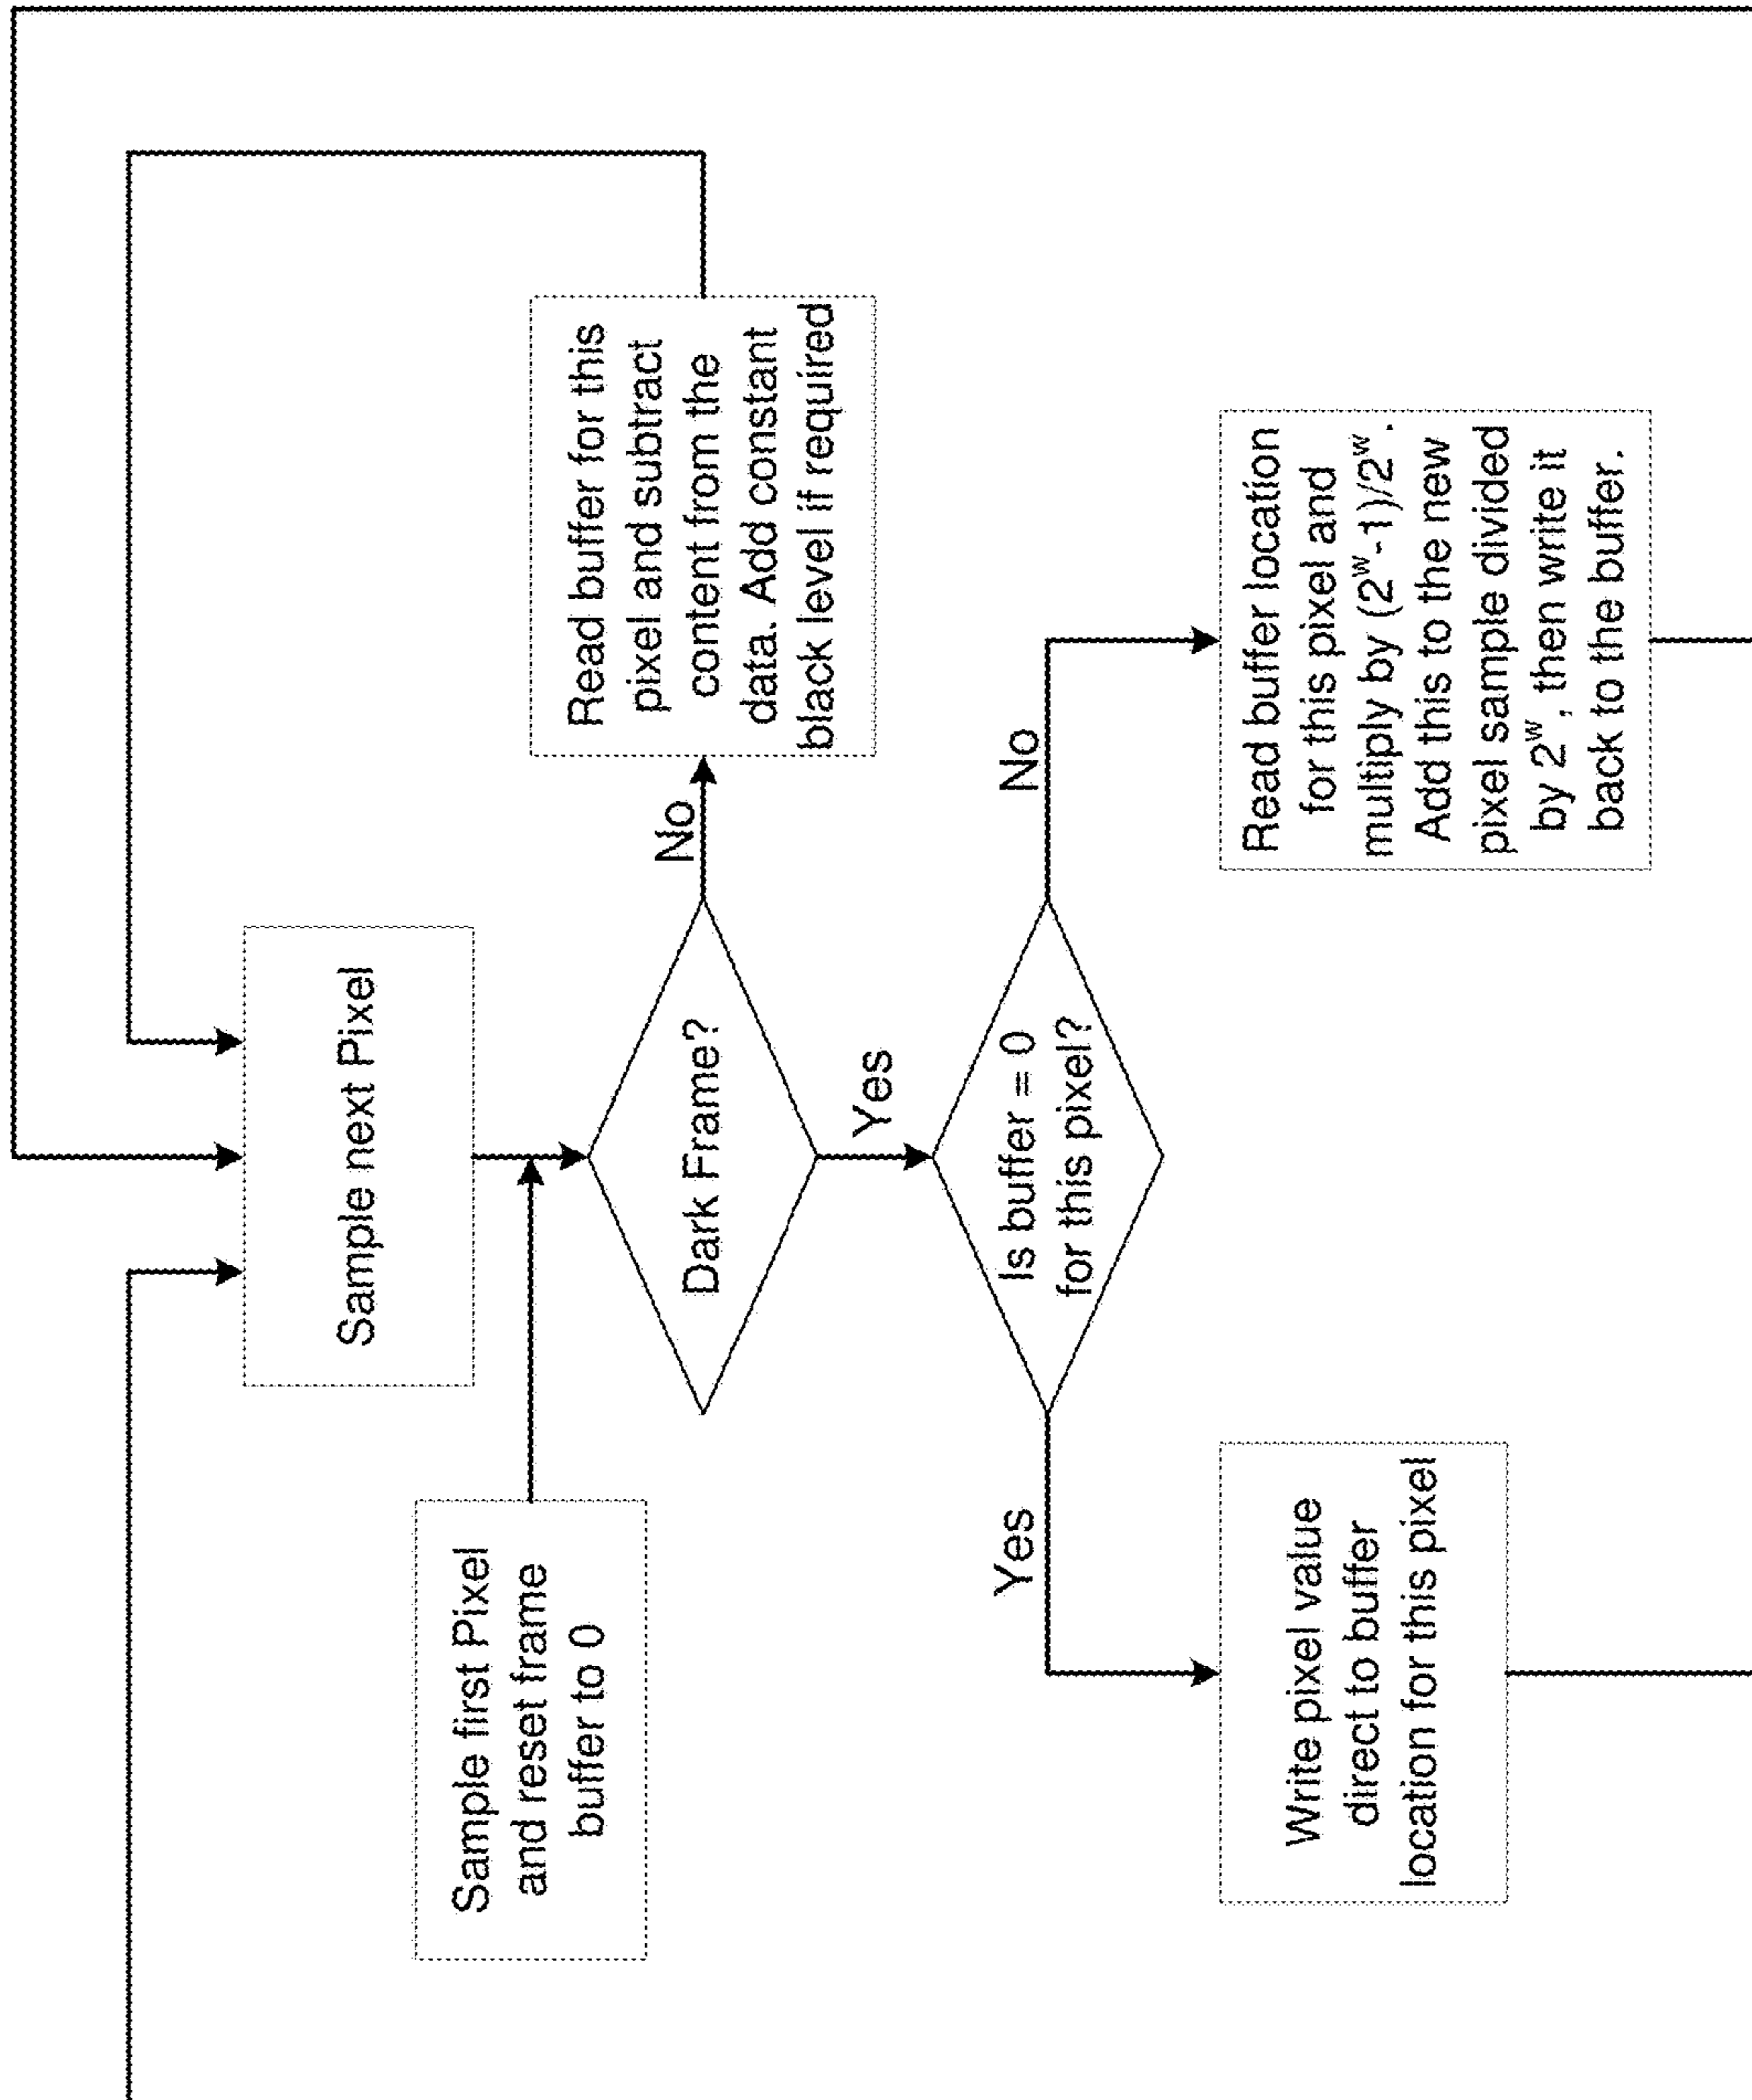 Sample next Pixel
Sample first Pixel
and reset frame
buffer to 0
Dark Frame?
No
Read buffer for this
pixel and subtract
content from the
data. Add constant
black level if required
Yes
Is buffer = 0
for this pixel?
Yes
No
Write pixel value
direct to buffer
location for this pixel
Read buffer location
for this pixel and
multiply by (2ʷ-1)/2ʷ.
Add this to the new
pixel sample divided
by 2ʷ, then write it
back to the buffer.